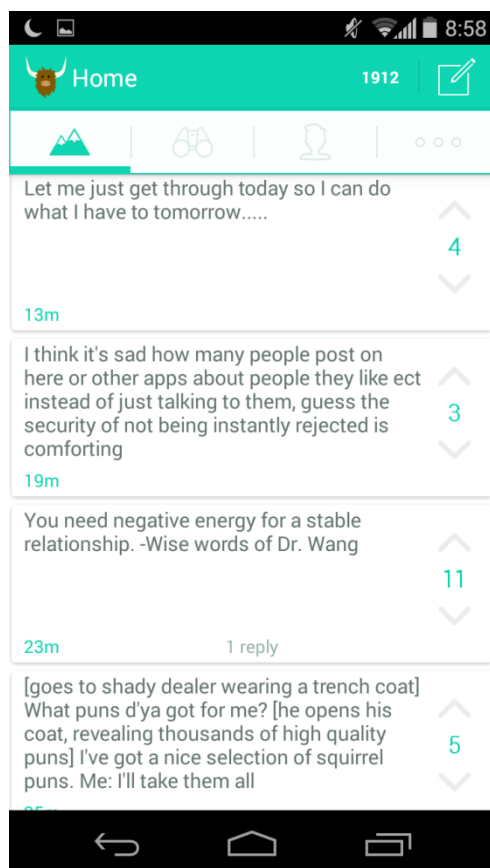 8:58
Home
1912
Let me just get through today so I can do
what I have to tomorrow.....
4
13m
I think it's sad how many people post on
here or other apps about people they like ect
instead of just talking to them, guess the
security of not being instantly rejected is
comforting
3
19m
You need negative energy for a stable
relationship. -Wise words of Dr. Wang
11
23m
1 reply
[goes to shady dealer wearing a trench coat]
What puns d'ya got for me? [he opens his
coat, revealing thousands of high quality
puns] I've got a nice selection of squirrel
puns. Me: I'll take them all
5